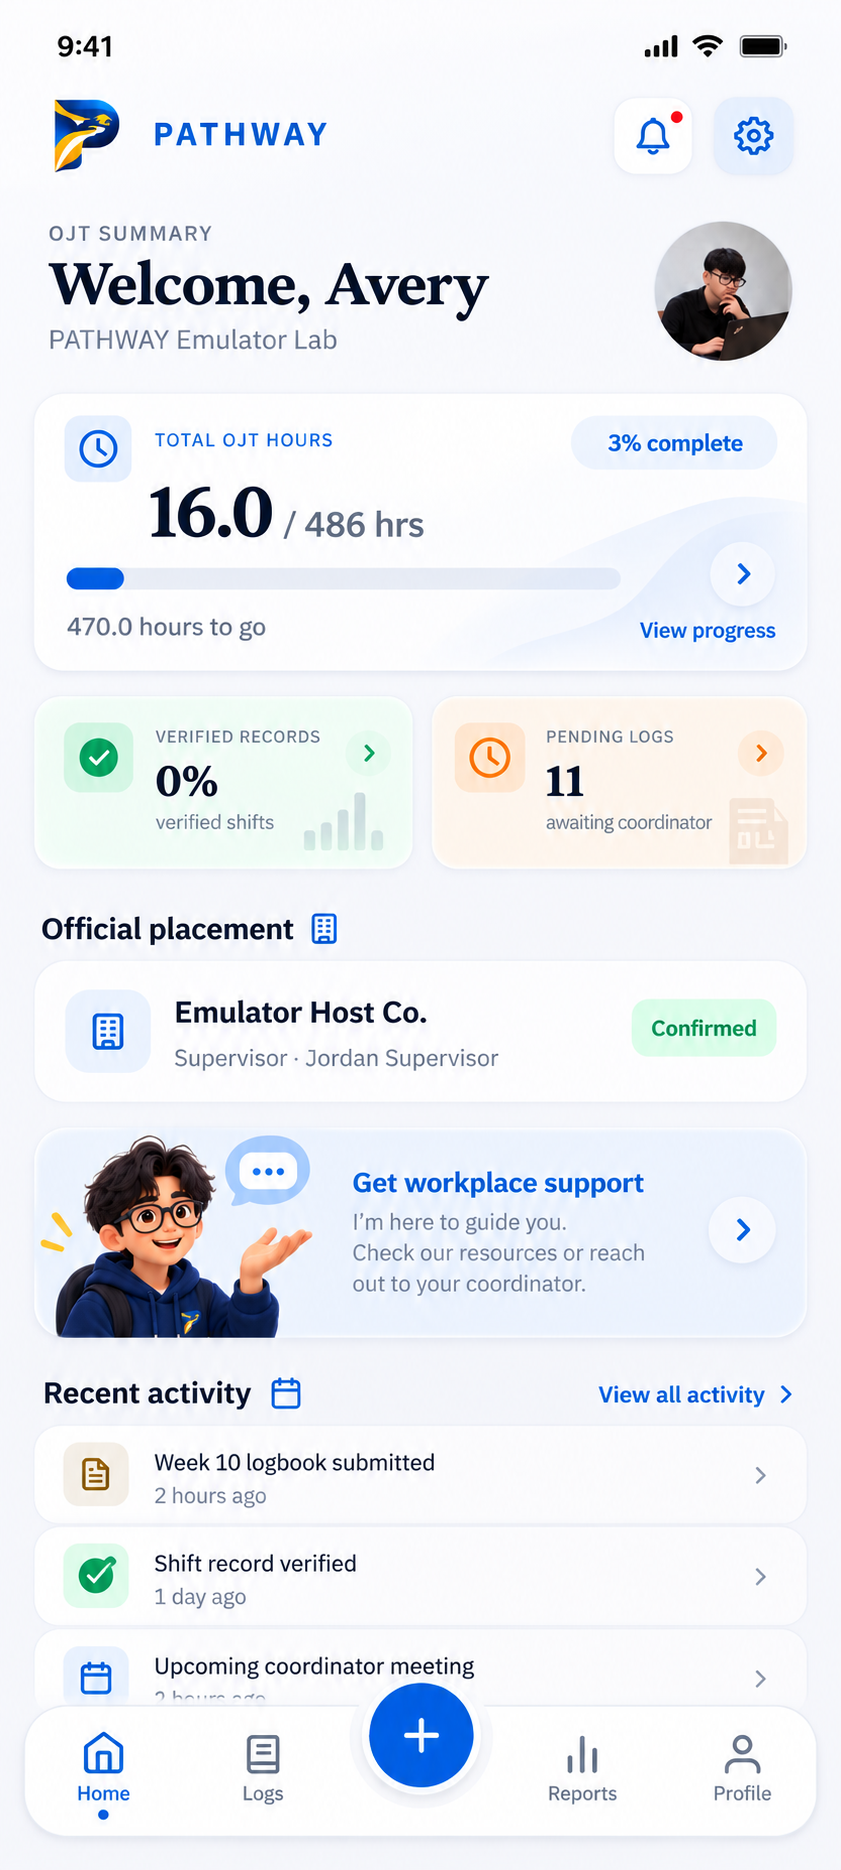 9:41
PATHWAY
OJT SUMMARY
Welcome, Avery
PATHWAY Emulator Lab
TOTAL OJT HOURS
3% complete
16.0 / 486 hrs
470.0 hours to go
View progress
VERIFIED RECORDS
0%
verified shifts
PENDING LOGS
11
awaiting coordinator
Official placement
Emulator Host Co.
Supervisor · Jordan Supervisor
Confirmed
Get workplace support
I'm here to guide you.
Check our resources or reach
out to your coordinator.
Recent activity
View all activity
Week 10 logbook submitted
2 hours ago
Shift record verified
1 day ago
Upcoming coordinator meeting
2 hours ago
Home
Logs
Reports
Profile